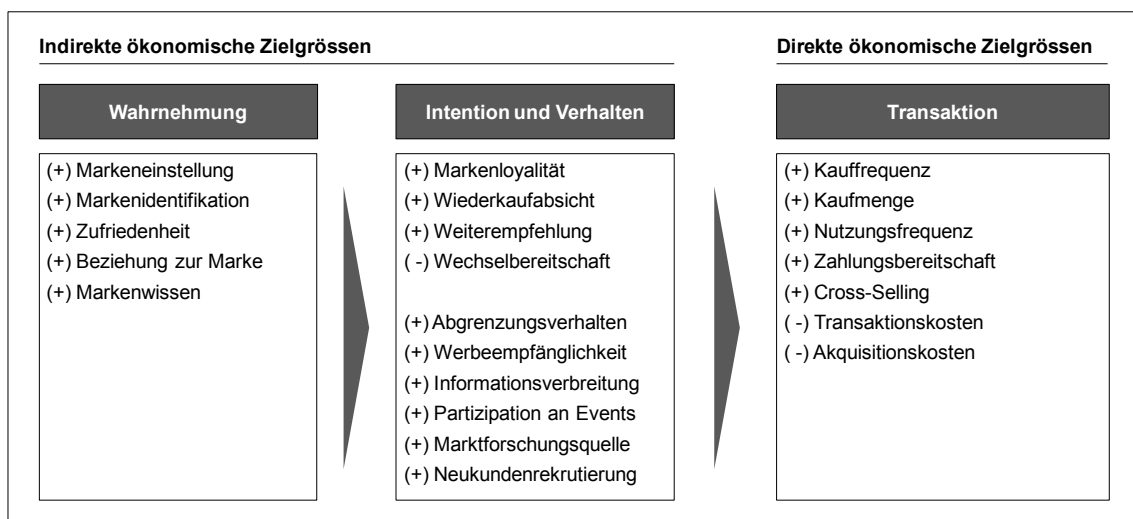 Indirekte ökonomische Zielgrössen
Direkte ökonomische Zielgrössen
Wahrnehmung
Intention und Verhalten
Transaktion
(+) Markeneinstellung
(+) Markenidentifikation
(+) Zufriedenheit
(+) Beziehung zur Marke
(+) Markenwissen
(+) Markenloyalität
(+) Wiederkaufabsicht
(+) Weiterempfehlung
( -) Wechselbereitschaft
(+) Abgrenzungsverhalten
(+) Werbeempfänglichkeit
(+) Informationsverbreitung
(+) Partizipation an Events
(+) Marktforschungsquelle
(+) Neukundenrekrutierung
(+) Kauffrequenz
(+) Kaufmenge
(+) Nutzungsfrequenz
(+) Zahlungsbereitschaft
(+) Cross-Selling
( -) Transaktionskosten
( -) Akquisitionskosten